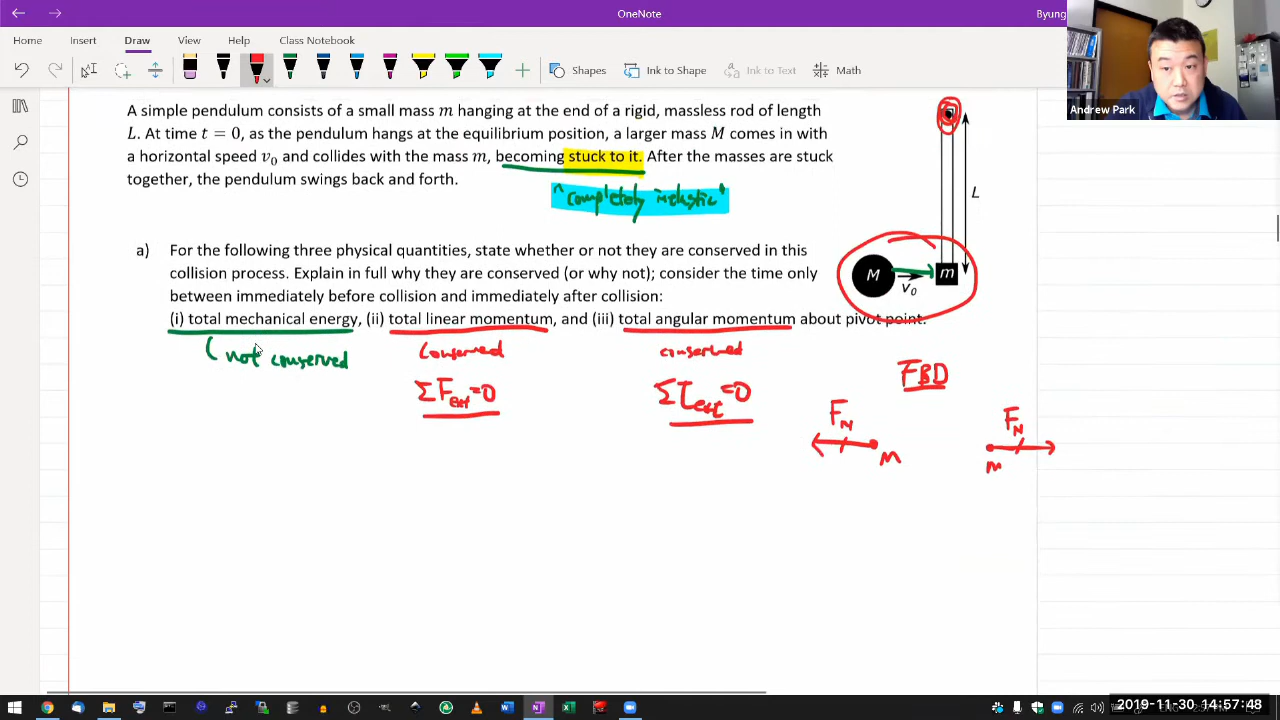 OneNote
Byung
Home Insert Draw View Help Class Notebook
Shapes Ink to Shape Ink to Text Math
Andrew Park
A simple pendulum consists of a small mass m hanging at the end of a rigid, massless rod of length
L. At time t = 0, as the pendulum hangs at the equilibrium position, a larger mass M comes in with
a horizontal speed v₀ and collides with the mass m, becoming stuck to it. After the masses are stuck
together, the pendulum swings back and forth.
"completely inelastic"
L
M
v₀
m
a) For the following three physical quantities, state whether or not they are conserved in this
collision process. Explain in full why they are conserved (or why not); consider the time only
between immediately before collision and immediately after collision:
(i) total mechanical energy, (ii) total linear momentum, and (iii) total angular momentum about pivot point.
( not conserved
Conserved
conserved
ΣF_ext=0
Στ_ext=0
FBD
F_N
M
F_N
m
2019-11-30 14:57:48